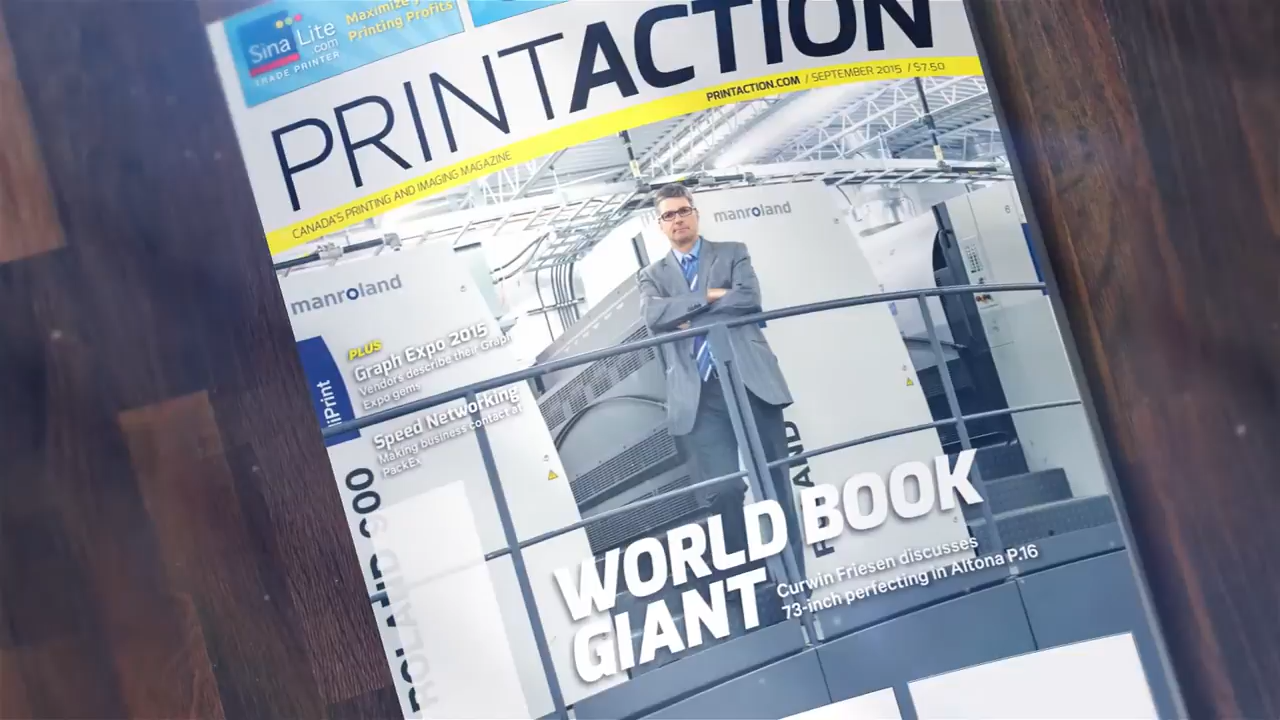 Sina Lite
.com
TRADE PRINTER
Printing Profits
PRINTACTION
PRINTACTION.COM / SEPTEMBER 2015 / $7.50
CANADA'S PRINTING AND IMAGING MAGAZINE
manroland
manroland
6
PLUS
Graph Expo 2015
Vendors describe their Graph
Expo gems
Speed Networking
Making business contact at
PackEx
WORLD BOOK
GIANT
Curwin Friesen discusses
73-inch perfecting in Altona P.16